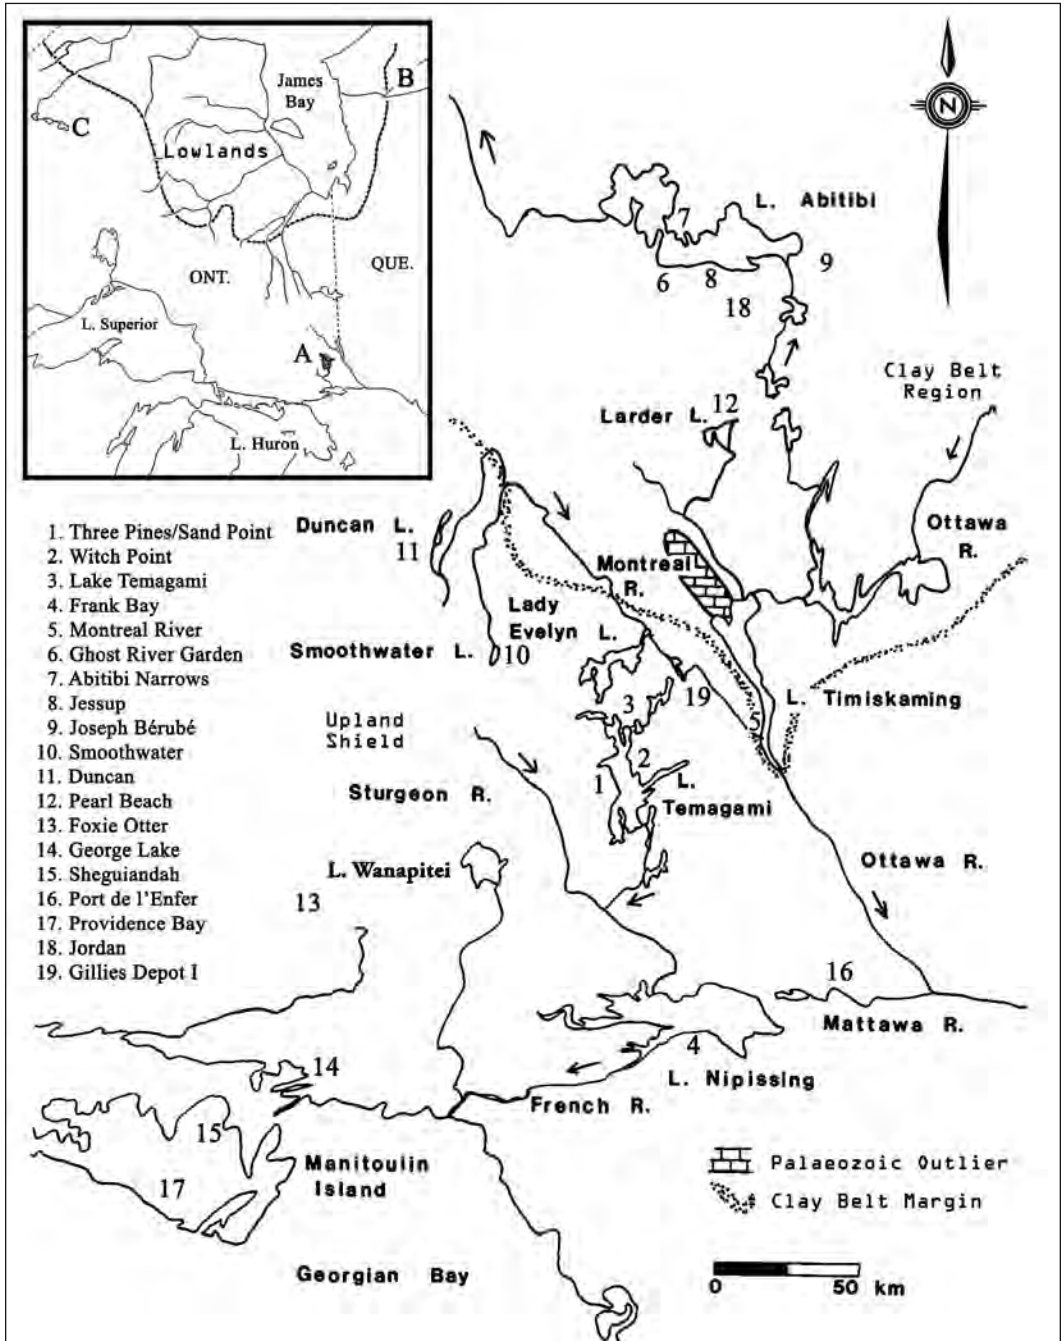 James
Bay
B
C
Lowlands
ONT.
QUE.
L. Superior
A
L. Huron
N
L. Abitibi
7
6
8
9
18
Clay Belt
Region
Larder L.
12
1. Three Pines/Sand Point
2. Witch Point
3. Lake Temagami
4. Frank Bay
5. Montreal River
6. Ghost River Garden
7. Abitibi Narrows
8. Jessup
9. Joseph Bérubé
10. Smoothwater
11. Duncan
12. Pearl Beach
13. Foxie Otter
14. George Lake
15. Sheguiandah
16. Port de l'Enfer
17. Providence Bay
18. Jordan
19. Gillies Depot I
Duncan L.
11
Ottawa
R.
Montreal
R.
Lady
Evelyn L.
Smoothwater L.
10
19
L. Timiskaming
3
5
Upland
Shield
2
1
L.
Temagami
Sturgeon R.
L. Wanapitei
Ottawa R.
13
16
Mattawa R.
4
L. Nipissing
14
French R.
15
Manitoulin
Island
17
Palaeozoic Outlier
Clay Belt Margin
Georgian Bay
0 50 km